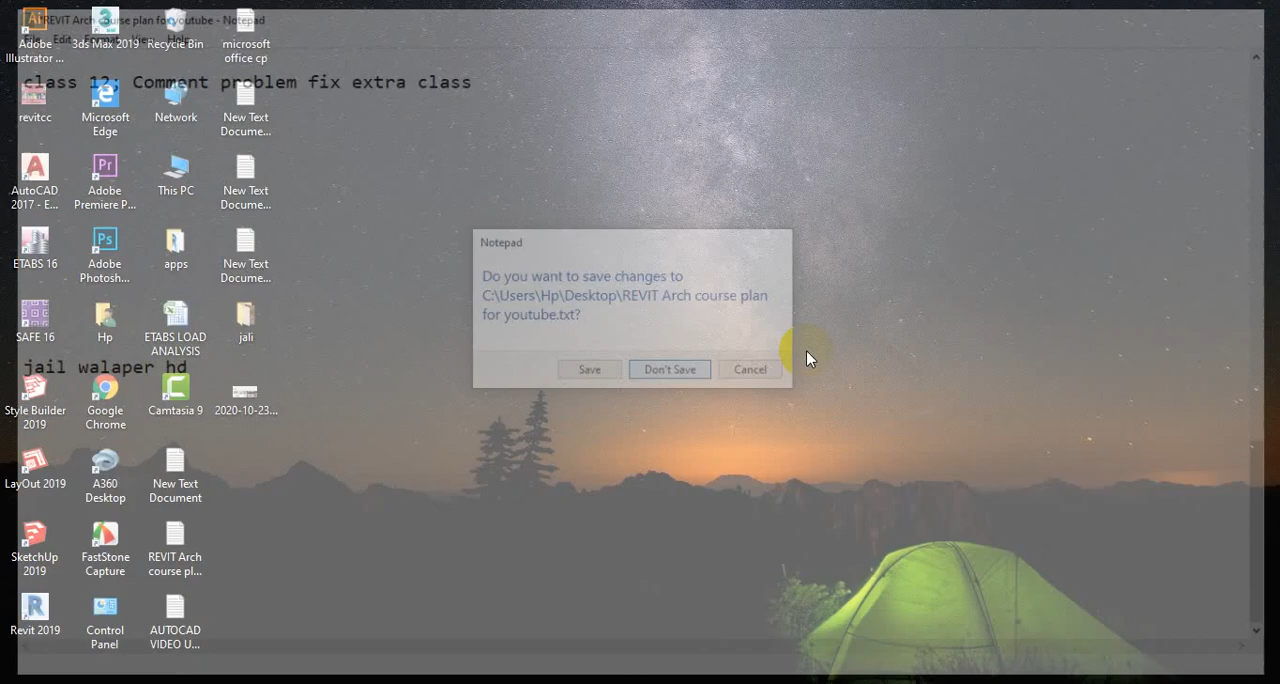 *REVIT Arch course plan for youtube - Notepad
File Edit Format View Help
class 12; Comment problem fix extra class
jail walaper hd
Notepad
Do you want to save changes to
C:\Users\Hp\Desktop\REVIT Arch course plan
for youtube.txt?
Save
Don't Save
Cancel
Adobe
Illustrator ...
3ds Max 2019
Recycle Bin
microsoft
office cp
revitcc
Microsoft
Edge
Network
New Text
Docume...
AutoCAD
2017 - E...
Adobe
Premiere P...
This PC
New Text
Docume...
ETABS 16
Adobe
Photosh...
apps
New Text
Docume...
SAFE 16
Hp
ETABS LOAD
ANALYSIS
jali
Style Builder
2019
Google
Chrome
Camtasia 9
2020-10-23...
LayOut 2019
A360
Desktop
New Text
Document
SketchUp
2019
FastStone
Capture
REVIT Arch
course pl...
Revit 2019
Control
Panel
AUTOCAD
VIDEO U...